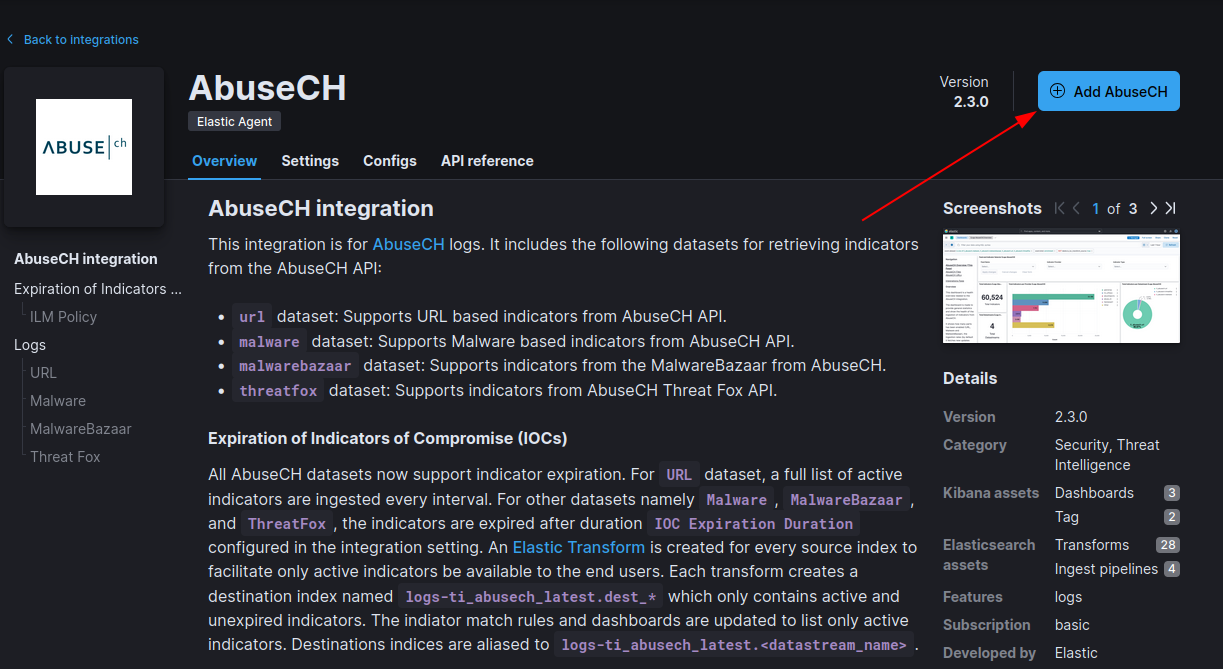 Back to integrations
ABUSE ch
AbuseCH
Elastic Agent
Version
2.3.0
Add AbuseCH
Overview Settings Configs API reference
AbuseCH integration
Expiration of Indicators ...
ILM Policy
Logs
URL
Malware
MalwareBazaar
Threat Fox
AbuseCH integration
This integration is for AbuseCH logs. It includes the following datasets for retrieving indicators
from the AbuseCH API:
• url dataset: Supports URL based indicators from AbuseCH API.
• malware dataset: Supports Malware based indicators from AbuseCH API.
• malwarebazaar dataset: Supports indicators from the MalwareBazaar from AbuseCH.
• threatfox dataset: Supports indicators from AbuseCH Threat Fox API.
Expiration of Indicators of Compromise (IOCs)
All AbuseCH datasets now support indicator expiration. For URL dataset, a full list of active
indicators are ingested every interval. For other datasets namely Malware , MalwareBazaar ,
and ThreatFox , the indicators are expired after duration IOC Expiration Duration
configured in the integration setting. An Elastic Transform is created for every source index to
facilitate only active indicators be available to the end users. Each transform creates a
destination index named logs-ti_abusech_latest.dest_* which only contains active and
unexpired indicators. The indiator match rules and dashboards are updated to list only active
indicators. Destinations indices are aliased to logs-ti_abusech_latest.<datastream_name> .
Screenshots 1 of 3
60,524
4
Details
Version 2.3.0
Category Security, Threat
Intelligence
Kibana assets Dashboards 3
Tag 2
Elasticsearch
assets
Transforms 28
Ingest pipelines 4
Features logs
Subscription basic
Developed by Elastic